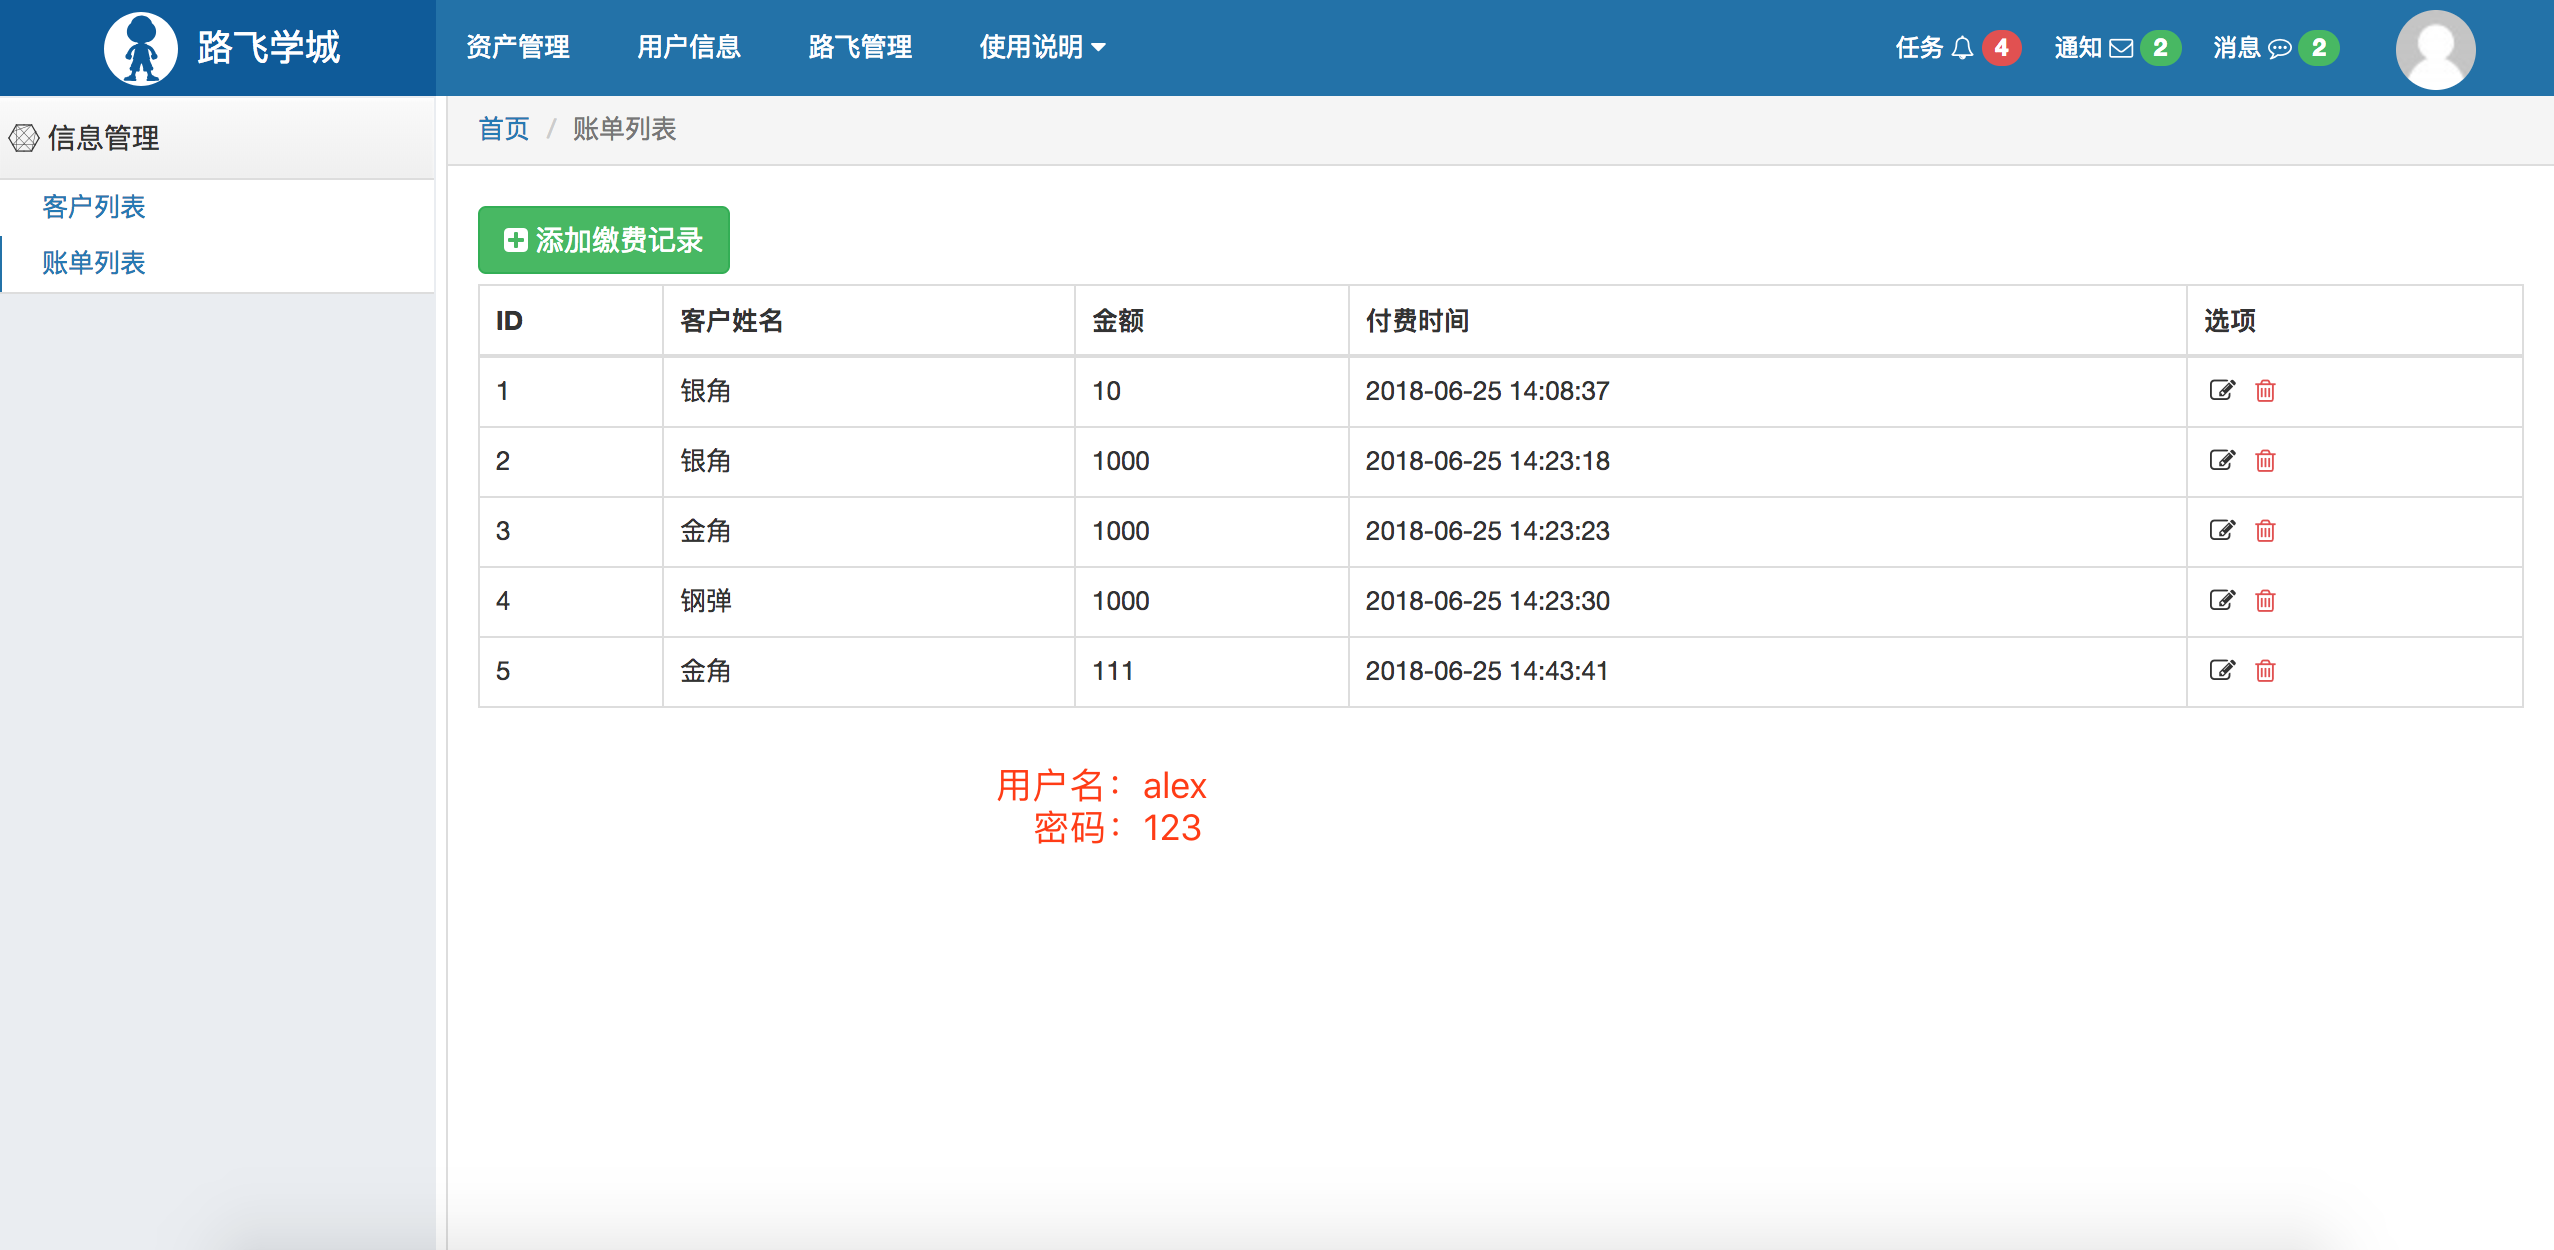 路飞学城 资产管理 用户信息 路飞管理 使用说明 任务 4 通知 2 消息 2
信息管理
客户列表
账单列表
首页 / 账单列表
添加缴费记录
ID 客户姓名 金额 付费时间 选项
1 银角 10 2018-06-25 14:08:37
2 银角 1000 2018-06-25 14:23:18
3 金角 1000 2018-06-25 14:23:23
4 钢弹 1000 2018-06-25 14:23:30
5 金角 111 2018-06-25 14:43:41
用户名：alex
密码：123